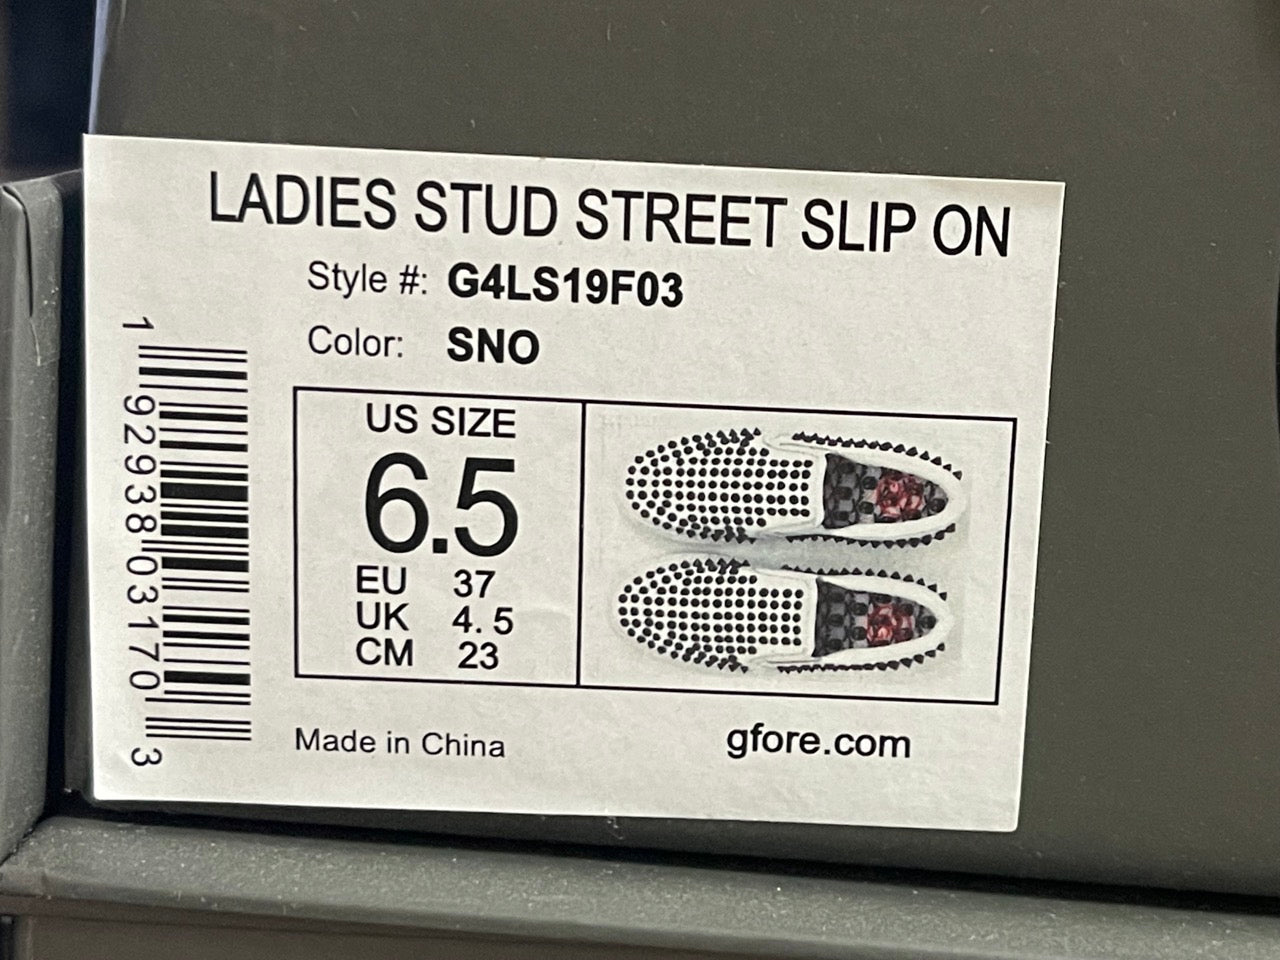 LADIES STUD STREET SLIP ON
Style #: G4LS19F03
Color: SNO
US SIZE
6.5
EU 37
UK 4.5
CM 23
Made in China
gfore.com
1 92938 03170 3